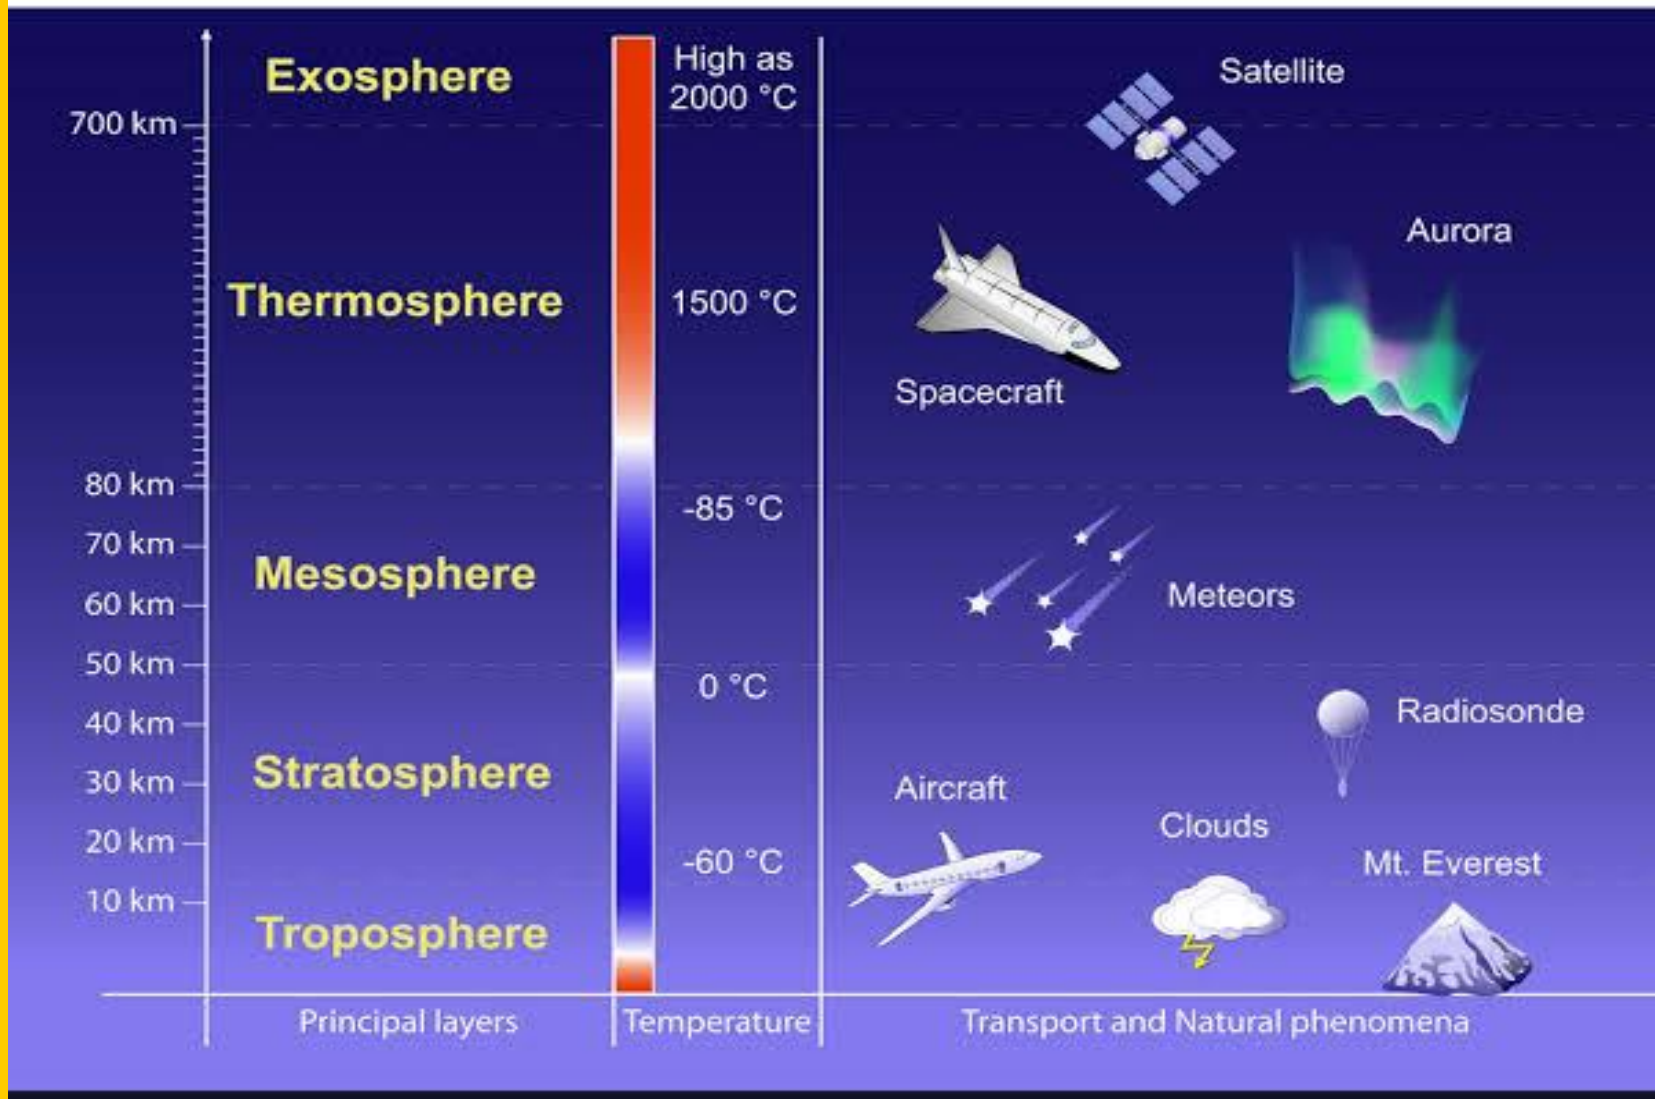 Exosphere
High as
2000 °C
Satellite
700 km
Aurora
Thermosphere
1500 °C
Spacecraft
80 km
-85 °C
70 km
Mesosphere
60 km
Meteors
50 km
0 °C
Radiosonde
40 km
Stratosphere
30 km
Aircraft
Clouds
20 km
-60 °C
Mt. Everest
10 km
Troposphere
Principal layers
Temperature
Transport and Natural phenomena